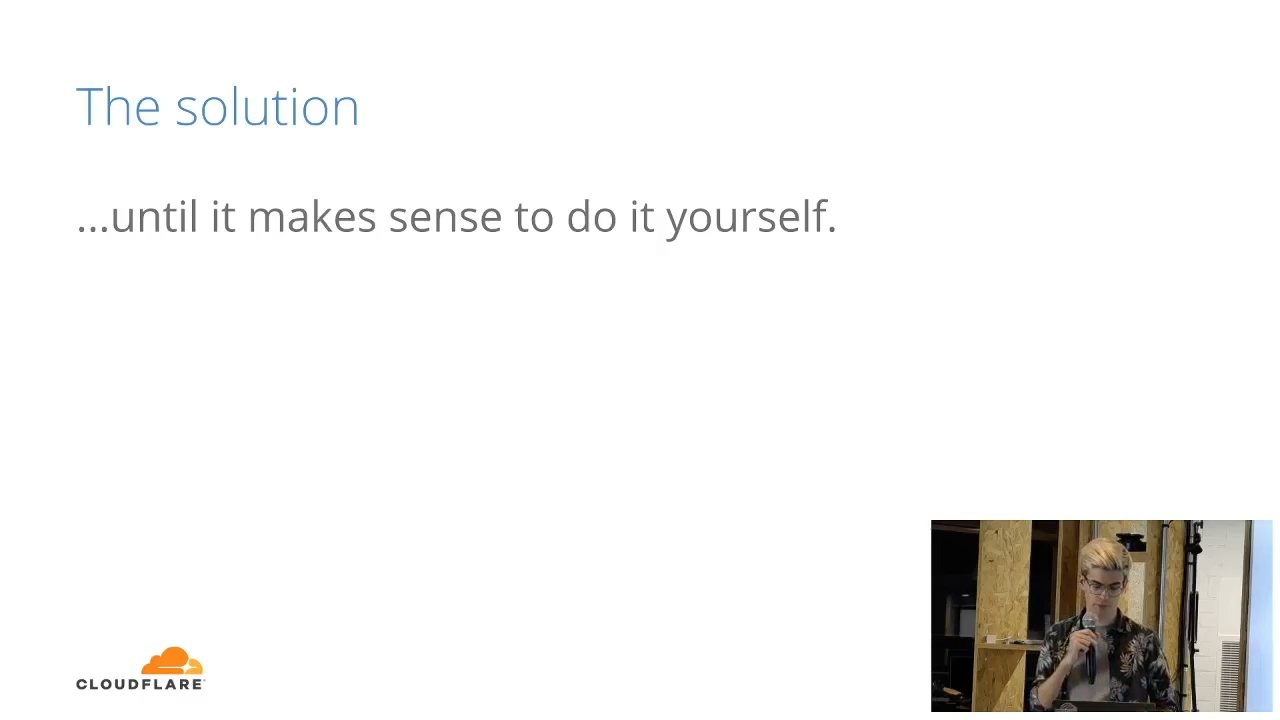 The solution
...until it makes sense to do it yourself.
CLOUDFLARE